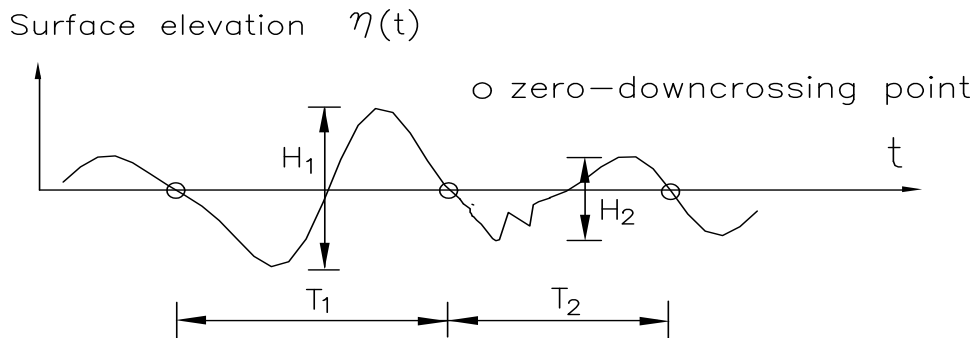 Surface elevation η(t)
o zero-downcrossing point
t
H1
H2
T1
T2